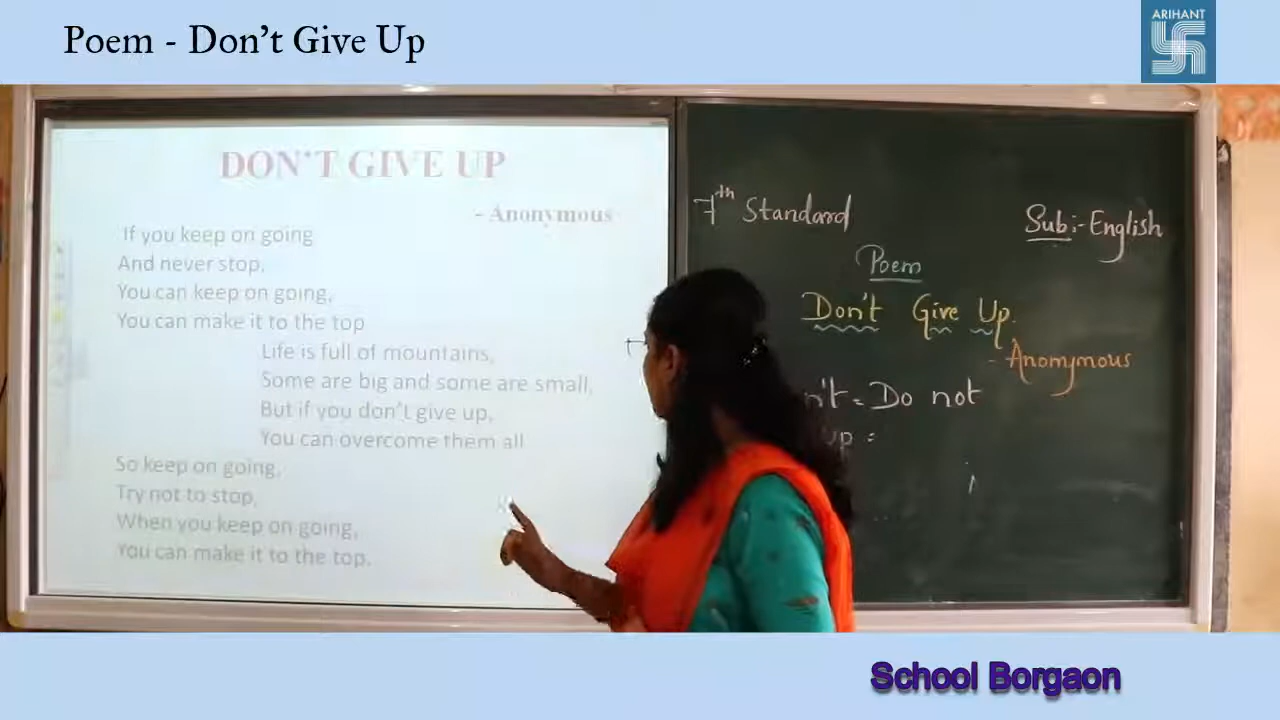 Poem - Don't Give Up
ARIHANT
DON'T GIVE UP
- Anonymous
If you keep on going
And never stop,
You can keep on going,
You can make it to the top
Life is full of mountains,
Some are big and some are small,
But if you don't give up,
You can overcome them all
So keep on going,
Try not to stop,
When you keep on going,
You can make it to the top.
7th Standard
Sub:- English
Poem
Don't Give Up.
- Anonymous
n't = Do not
up =
School Borgaon